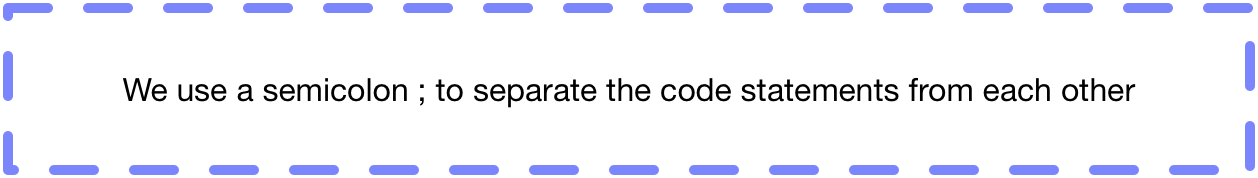 We use a semicolon ; to separate the code statements from each other